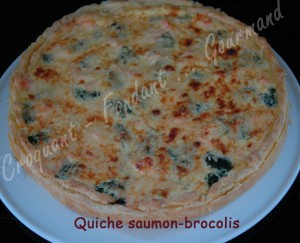 Croquant - Fondant ... Gourmand
Quiche saumon-brocolis